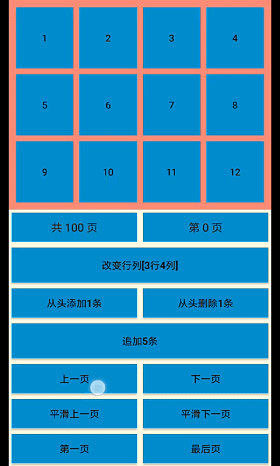 1 2 3 4
5 6 7 8
9 10 11 12
共 100 页 第 0 页
改变行列[3行4列]
从头添加1条 从头删除1条
追加5条
上一页 下一页
平滑上一页 平滑下一页
第一页 最后页